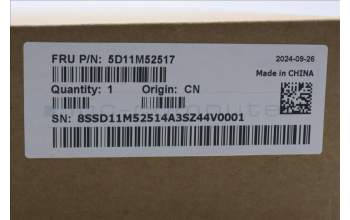 FRU P/N: 5D11M52517
2024-09-26
Made in CHINA
Quantity: 1 Origin: CN
SN: 8SSD11M52514A3SZ44V0001